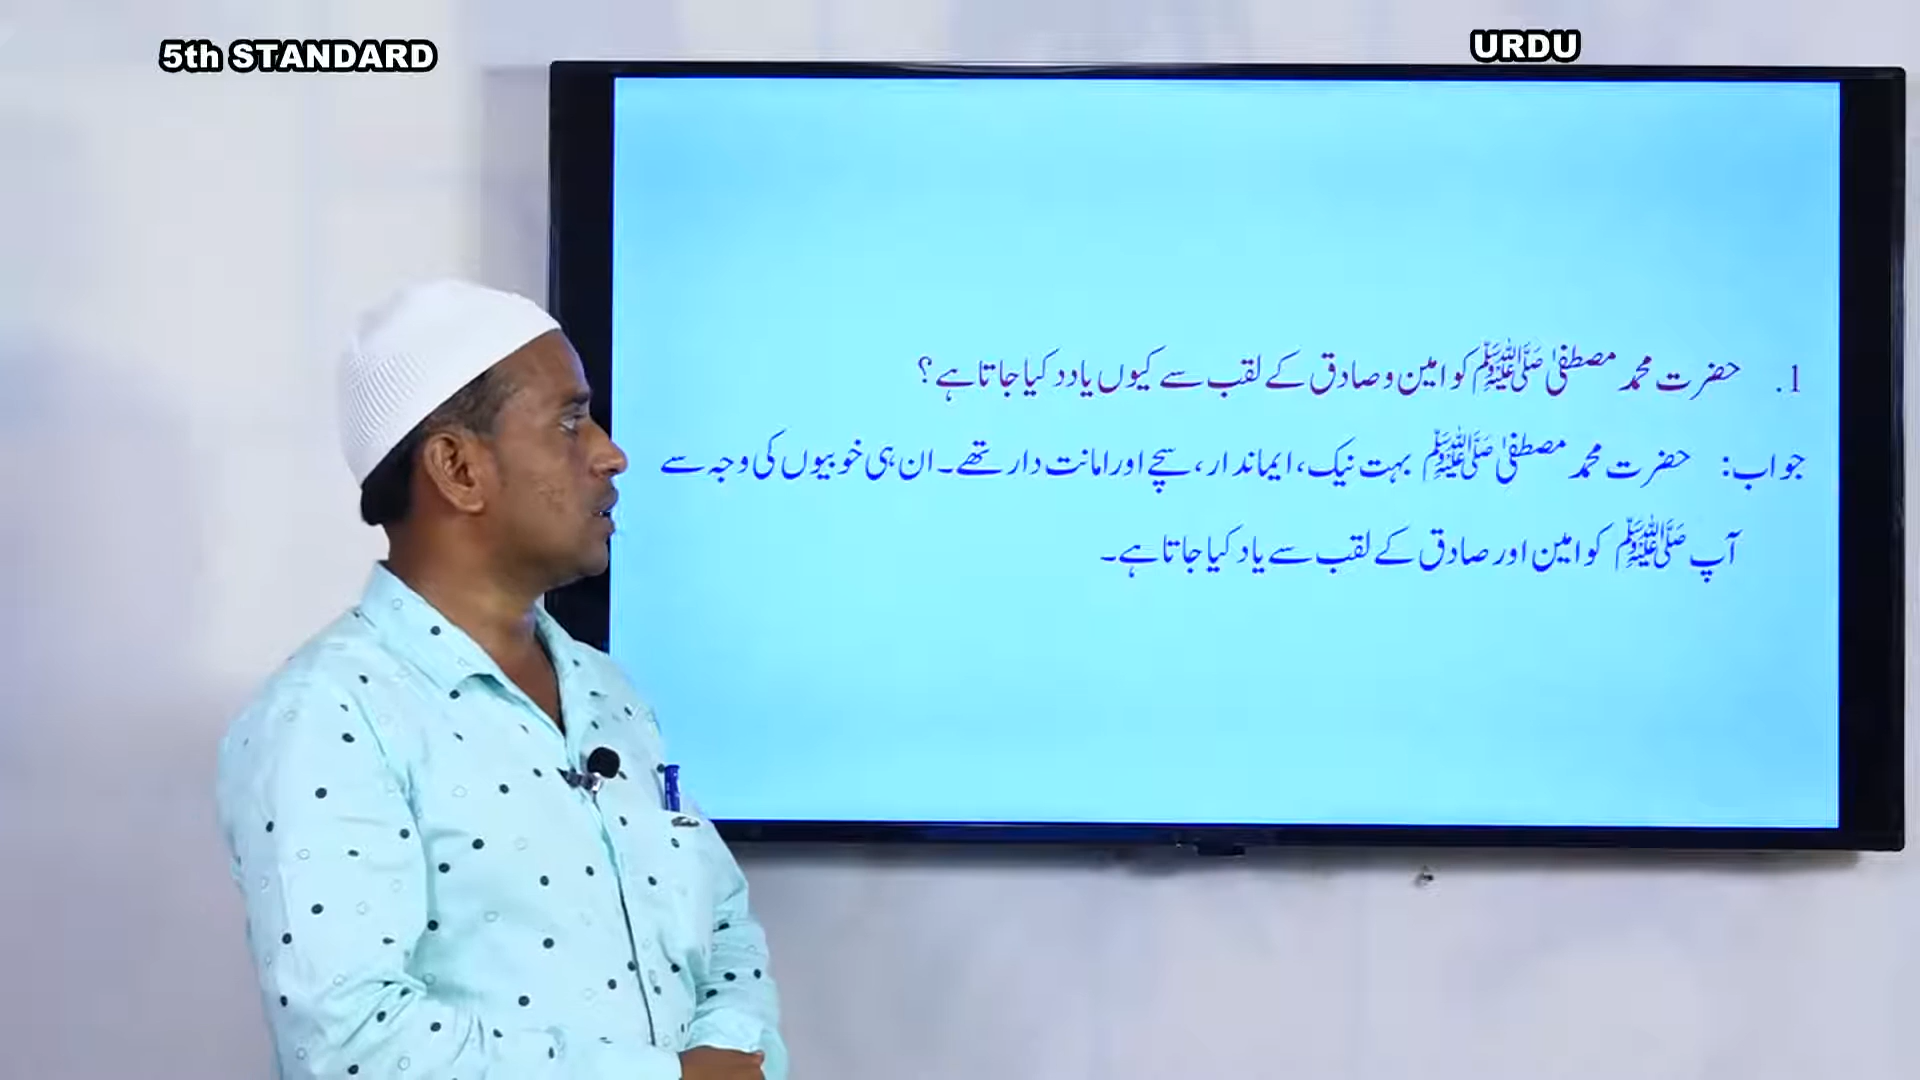 5th STANDARD
URDU
1. حضرت محمد مصطفیٰ ﷺ کو امین و صادق کے لقب سے کیوں یادد کیا جاتا ہے؟
جواب: حضرت محمد مصطفیٰ ﷺ بہت نیک، ایماندار، سچے اور امانت دار تھے۔ ان ہی خوبیوں کی وجہ سے
آپ ﷺ کو امین اور صادق کے لقب سے یاد کیا جاتا ہے۔